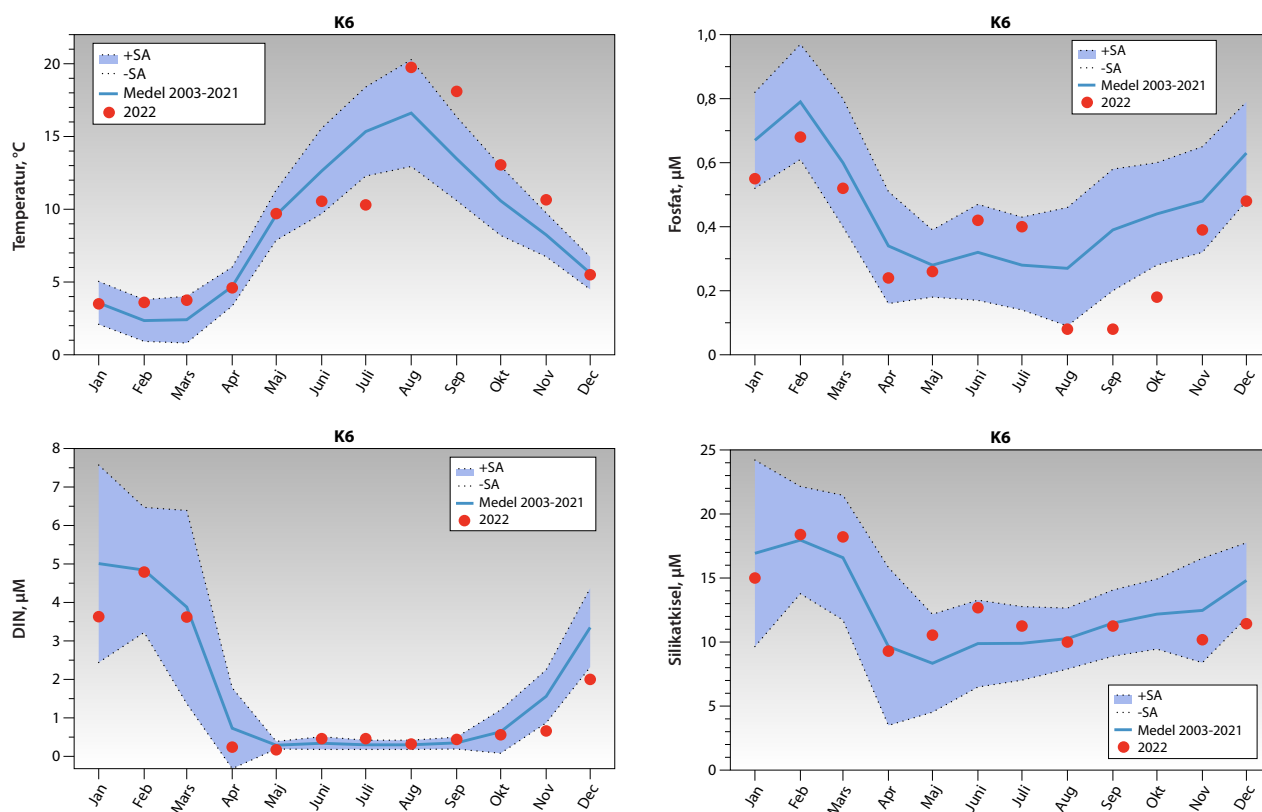 K6
Temperatur, °C
20
15
10
5
0
+SA
-SA
Medel 2003-2021
2022
Jan
Feb
Mars
Apr
Maj
Juni
Juli
Aug
Sep
Okt
Nov
Dec
K6
Fosfat, µM
1,0
0,8
0,6
0,4
0,2
0
+SA
-SA
Medel 2003-2021
2022
Jan
Feb
Mars
Apr
Maj
Juni
Juli
Aug
Sep
Okt
Nov
Dec
K6
DIN, µM
8
7
6
5
4
3
2
1
0
+SA
-SA
Medel 2003-2021
2022
Jan
Feb
Mars
Apr
Maj
Juni
Juli
Aug
Sep
Okt
Nov
Dec
K6
Silikatkisel, µM
25
20
15
10
5
0
+SA
-SA
Medel 2003-2021
2022
Jan
Feb
Mars
Apr
Maj
Juni
Juli
Aug
Sep
Okt
Nov
Dec